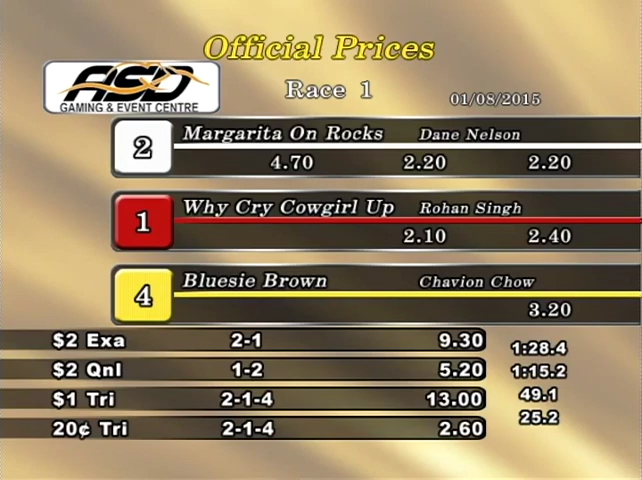 Official Prices
ASD
GAMING & EVENT CENTRE
Race 1
01/08/2015
2 Margarita On Rocks Dane Nelson
4.70 2.20 2.20
1 Why Cry Cowgirl Up Rohan Singh
2.10 2.40
4 Bluesie Brown Chavion Chow
3.20
$2 Exa 2-1 9.30
$2 Qnl 1-2 5.20
$1 Tri 2-1-4 13.00
20¢ Tri 2-1-4 2.60
1:28.4
1:15.2
49.1
25.2